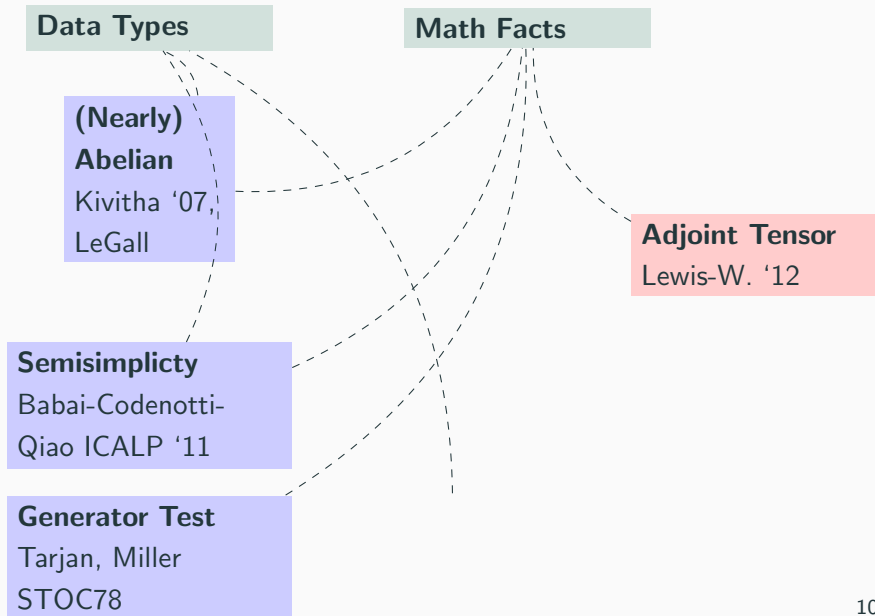 Data Types
Math Facts
(Nearly)
Abelian
Kivitha ‘07,
LeGall
Adjoint Tensor
Lewis-W. ‘12
Semisimplicty
Babai-Codenotti-
Qiao ICALP ‘11
Generator Test
Tarjan, Miller
STOC78
10